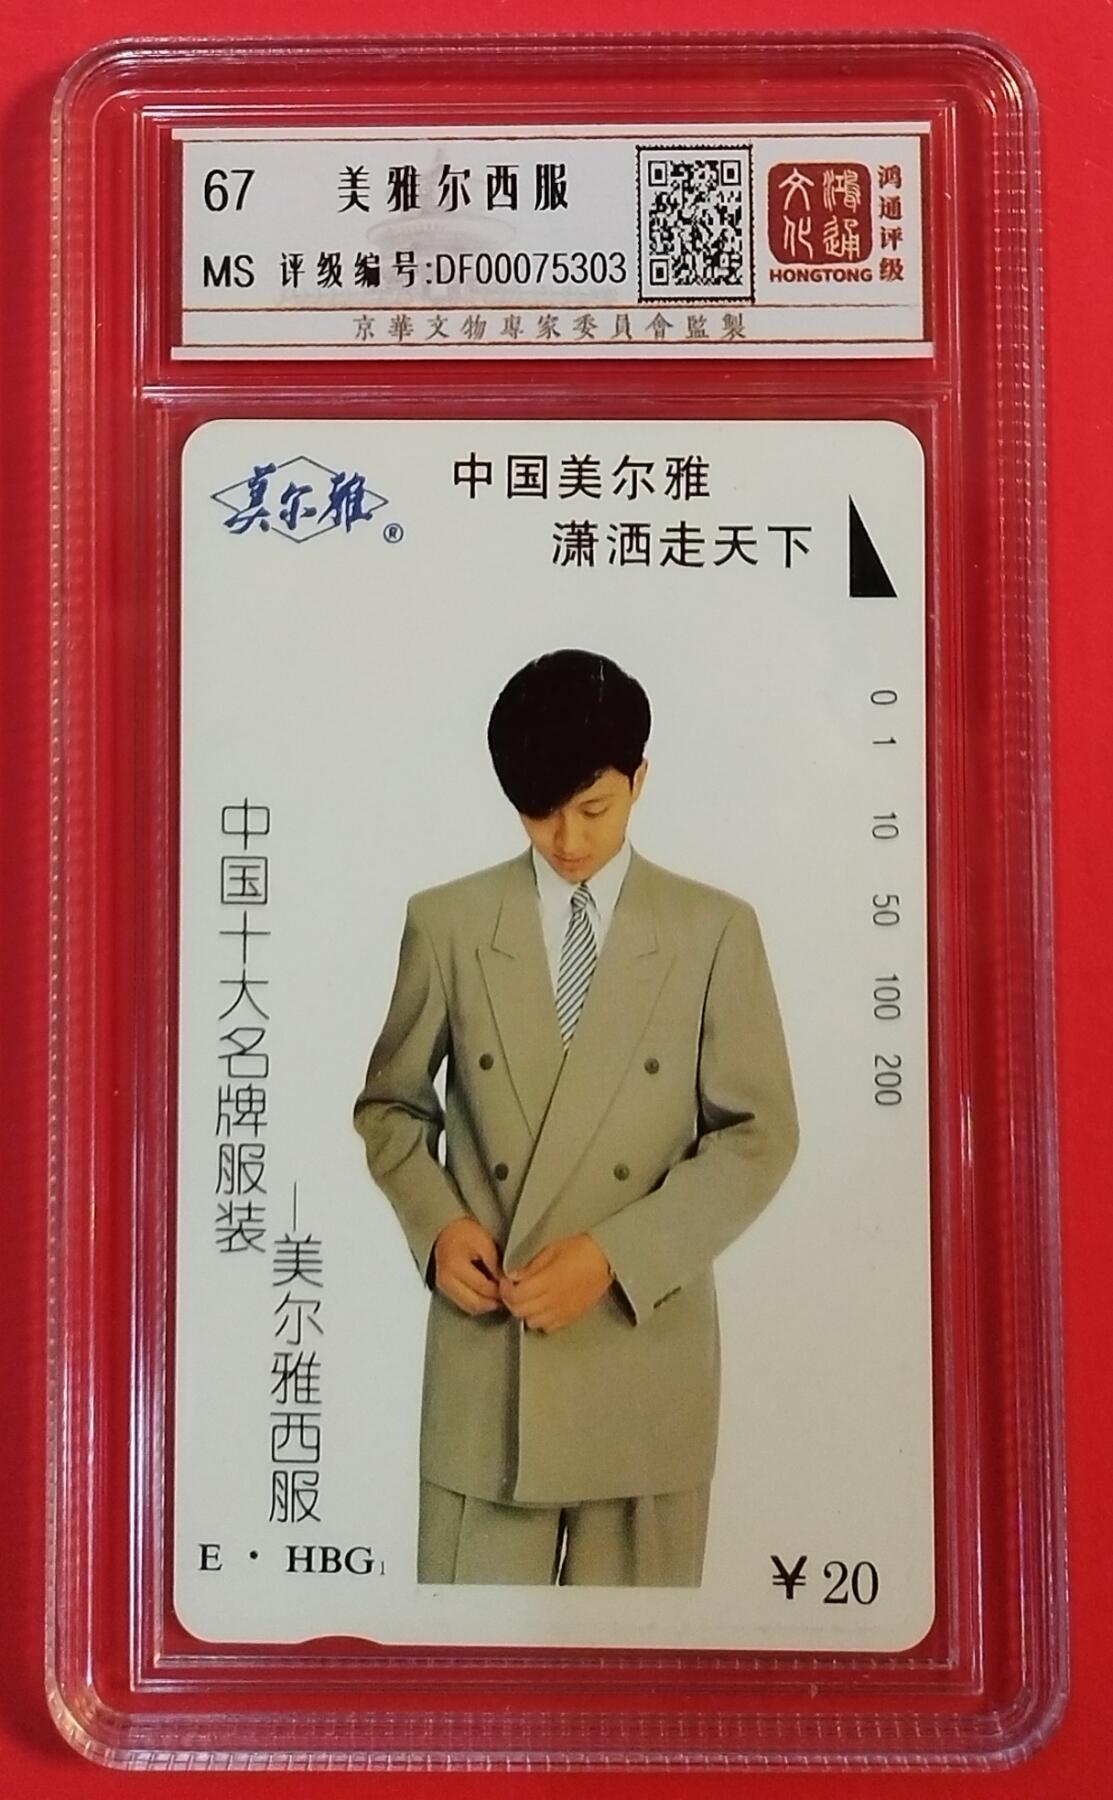 67 美雅尔西服
MS 评级编号:DF00075303
文化 鸿通
HONGTONG
鸿通评级
京華文物專家委員會監製
美尔雅®
中国美尔雅
潇洒走天下
0 1 10 50 100 200
中国十大名牌服装
—美尔雅西服
E·HBG1
¥20